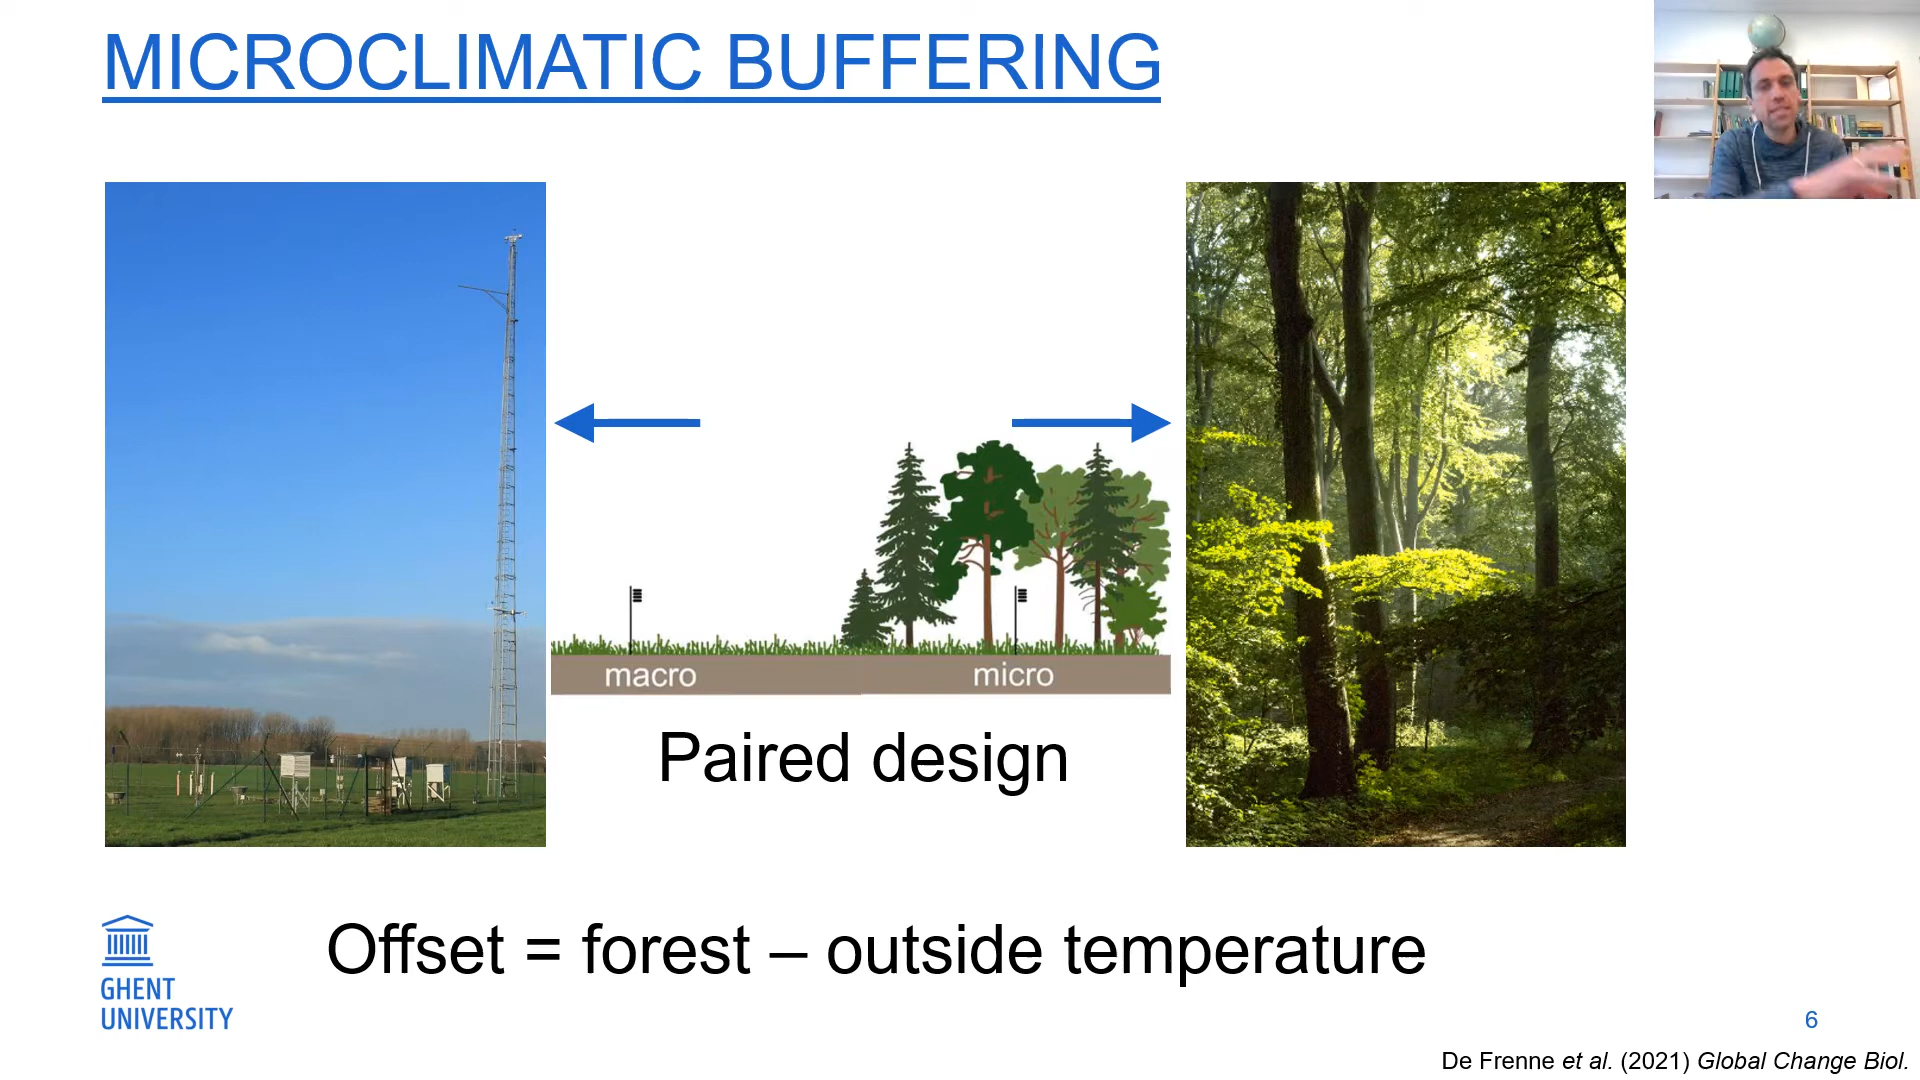 MICROCLIMATIC BUFFERING
macro
micro
Paired design
Offset = forest – outside temperature
GHENT
UNIVERSITY
6
De Frenne et al. (2021) Global Change Biol.